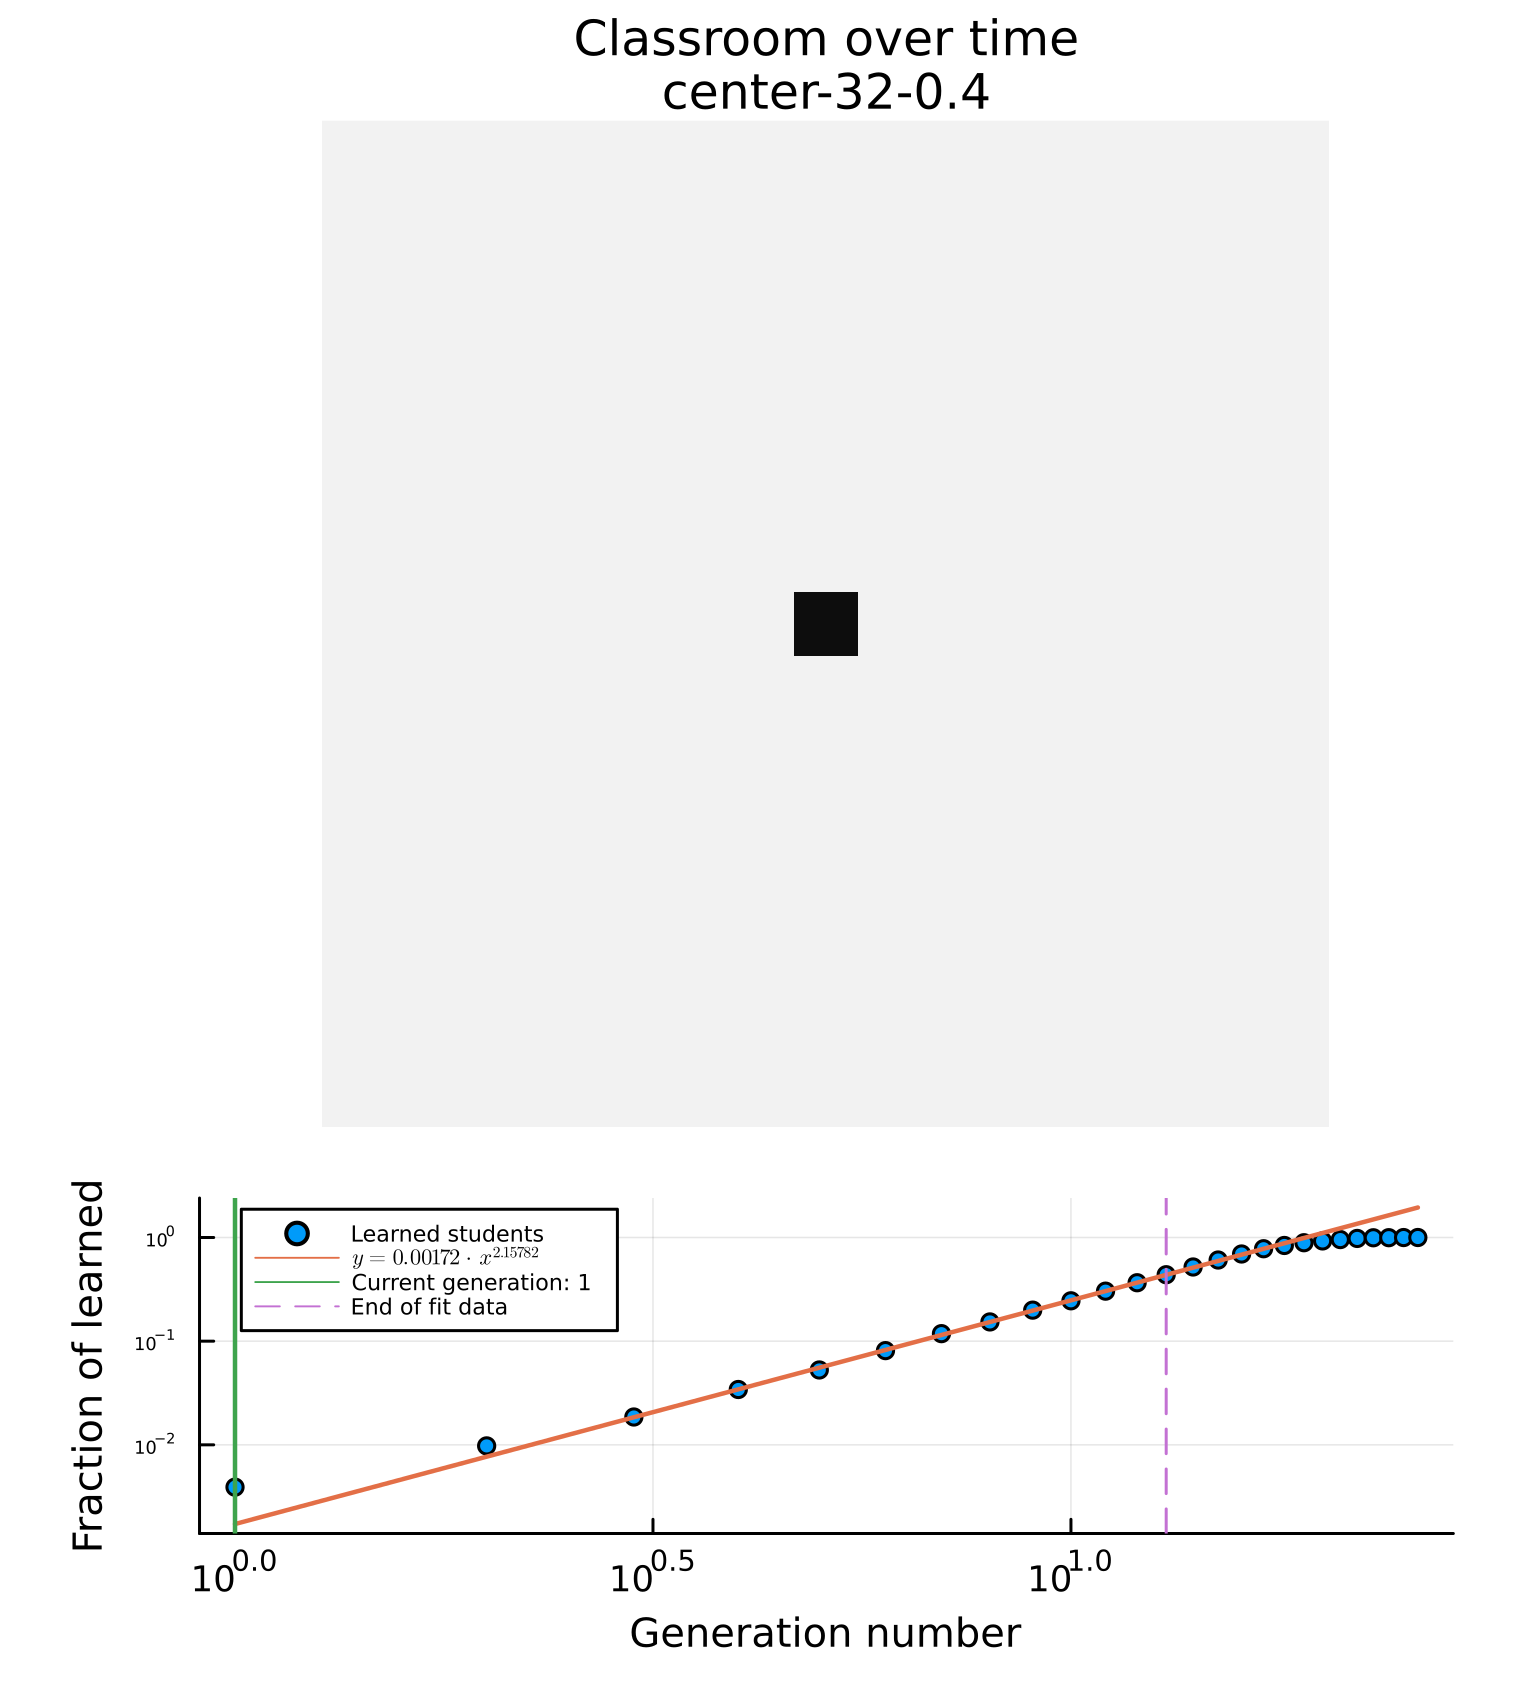 Classroom over time
center-32-0.4
Fraction of learned
10⁰
10⁻¹
10⁻²
Learned students
y = 0.00172 · x^2.15782
Current generation: 1
End of fit data
10^0.0 10^0.5 10^1.0
Generation number